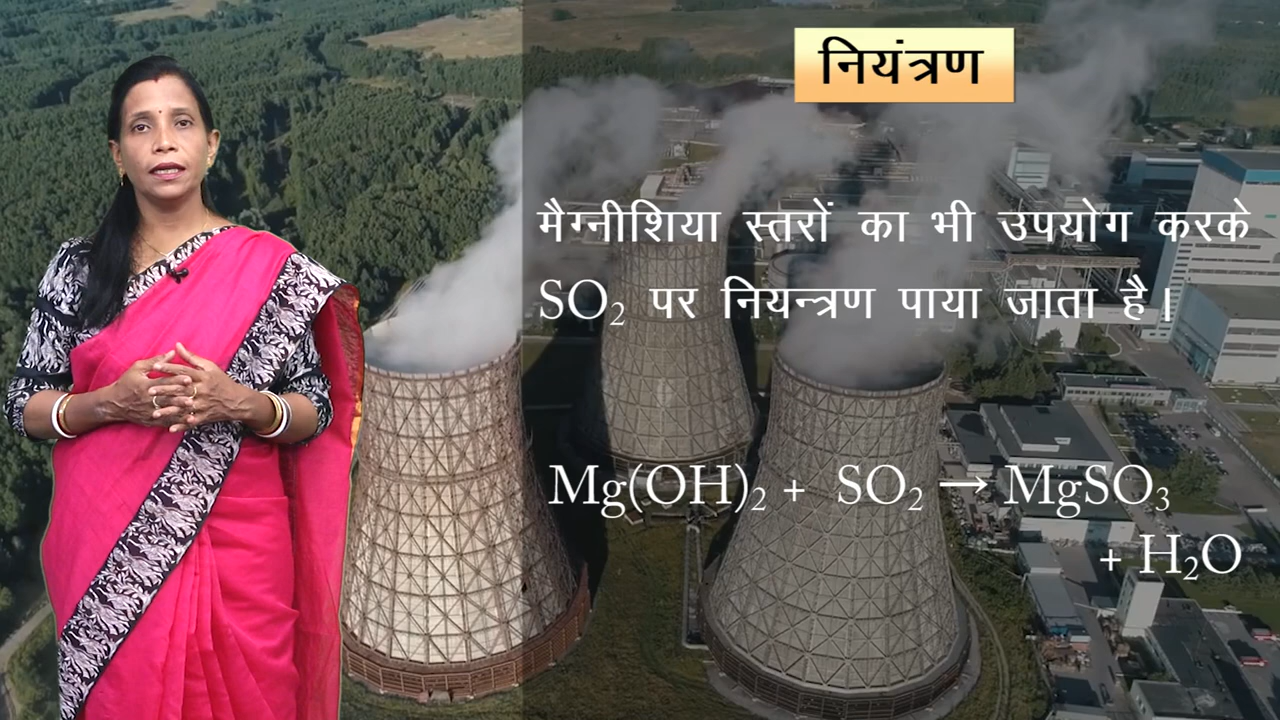 नियंत्रण
मैग्नीशिया स्तरों का भी उपयोग करके
SO₂ पर नियन्त्रण पाया जाता है।
Mg(OH)₂ + SO₂ → MgSO₃
+ H₂O